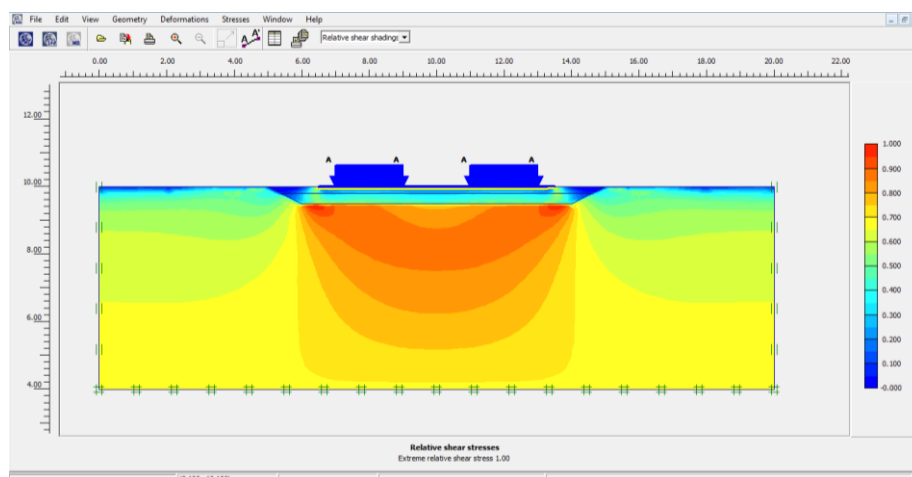 File Edit View Geometry Deformations Stresses Window Help
Relative shear shadings
0.00 2.00 4.00 6.00 8.00 10.00 12.00 14.00 16.00 18.00 20.00 22.00
12.00
10.00
8.00
6.00
4.00
A A A A
1.000
0.900
0.800
0.700
0.600
0.500
0.400
0.300
0.200
0.100
-0.000
Relative shear stresses
Extreme relative shear stress 1.00